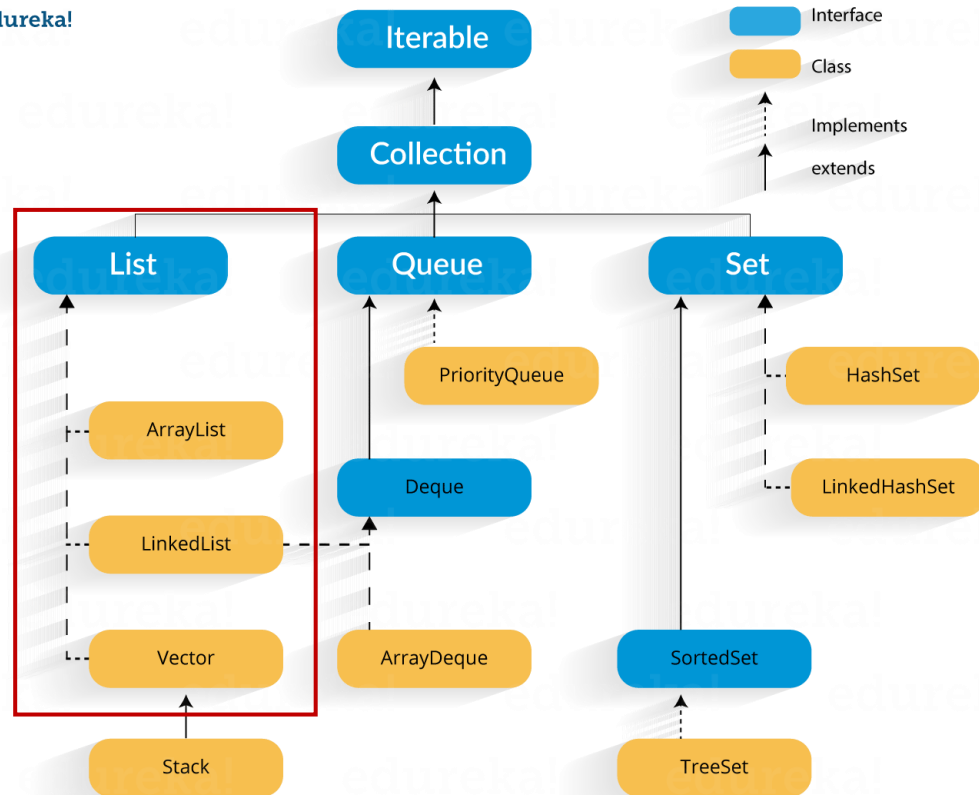 dureka!
Iterable
Interface
Class
Implements
extends
Collection
List
Queue
Set
PriorityQueue
HashSet
ArrayList
Deque
LinkedHashSet
LinkedList
Vector
ArrayDeque
SortedSet
Stack
TreeSet